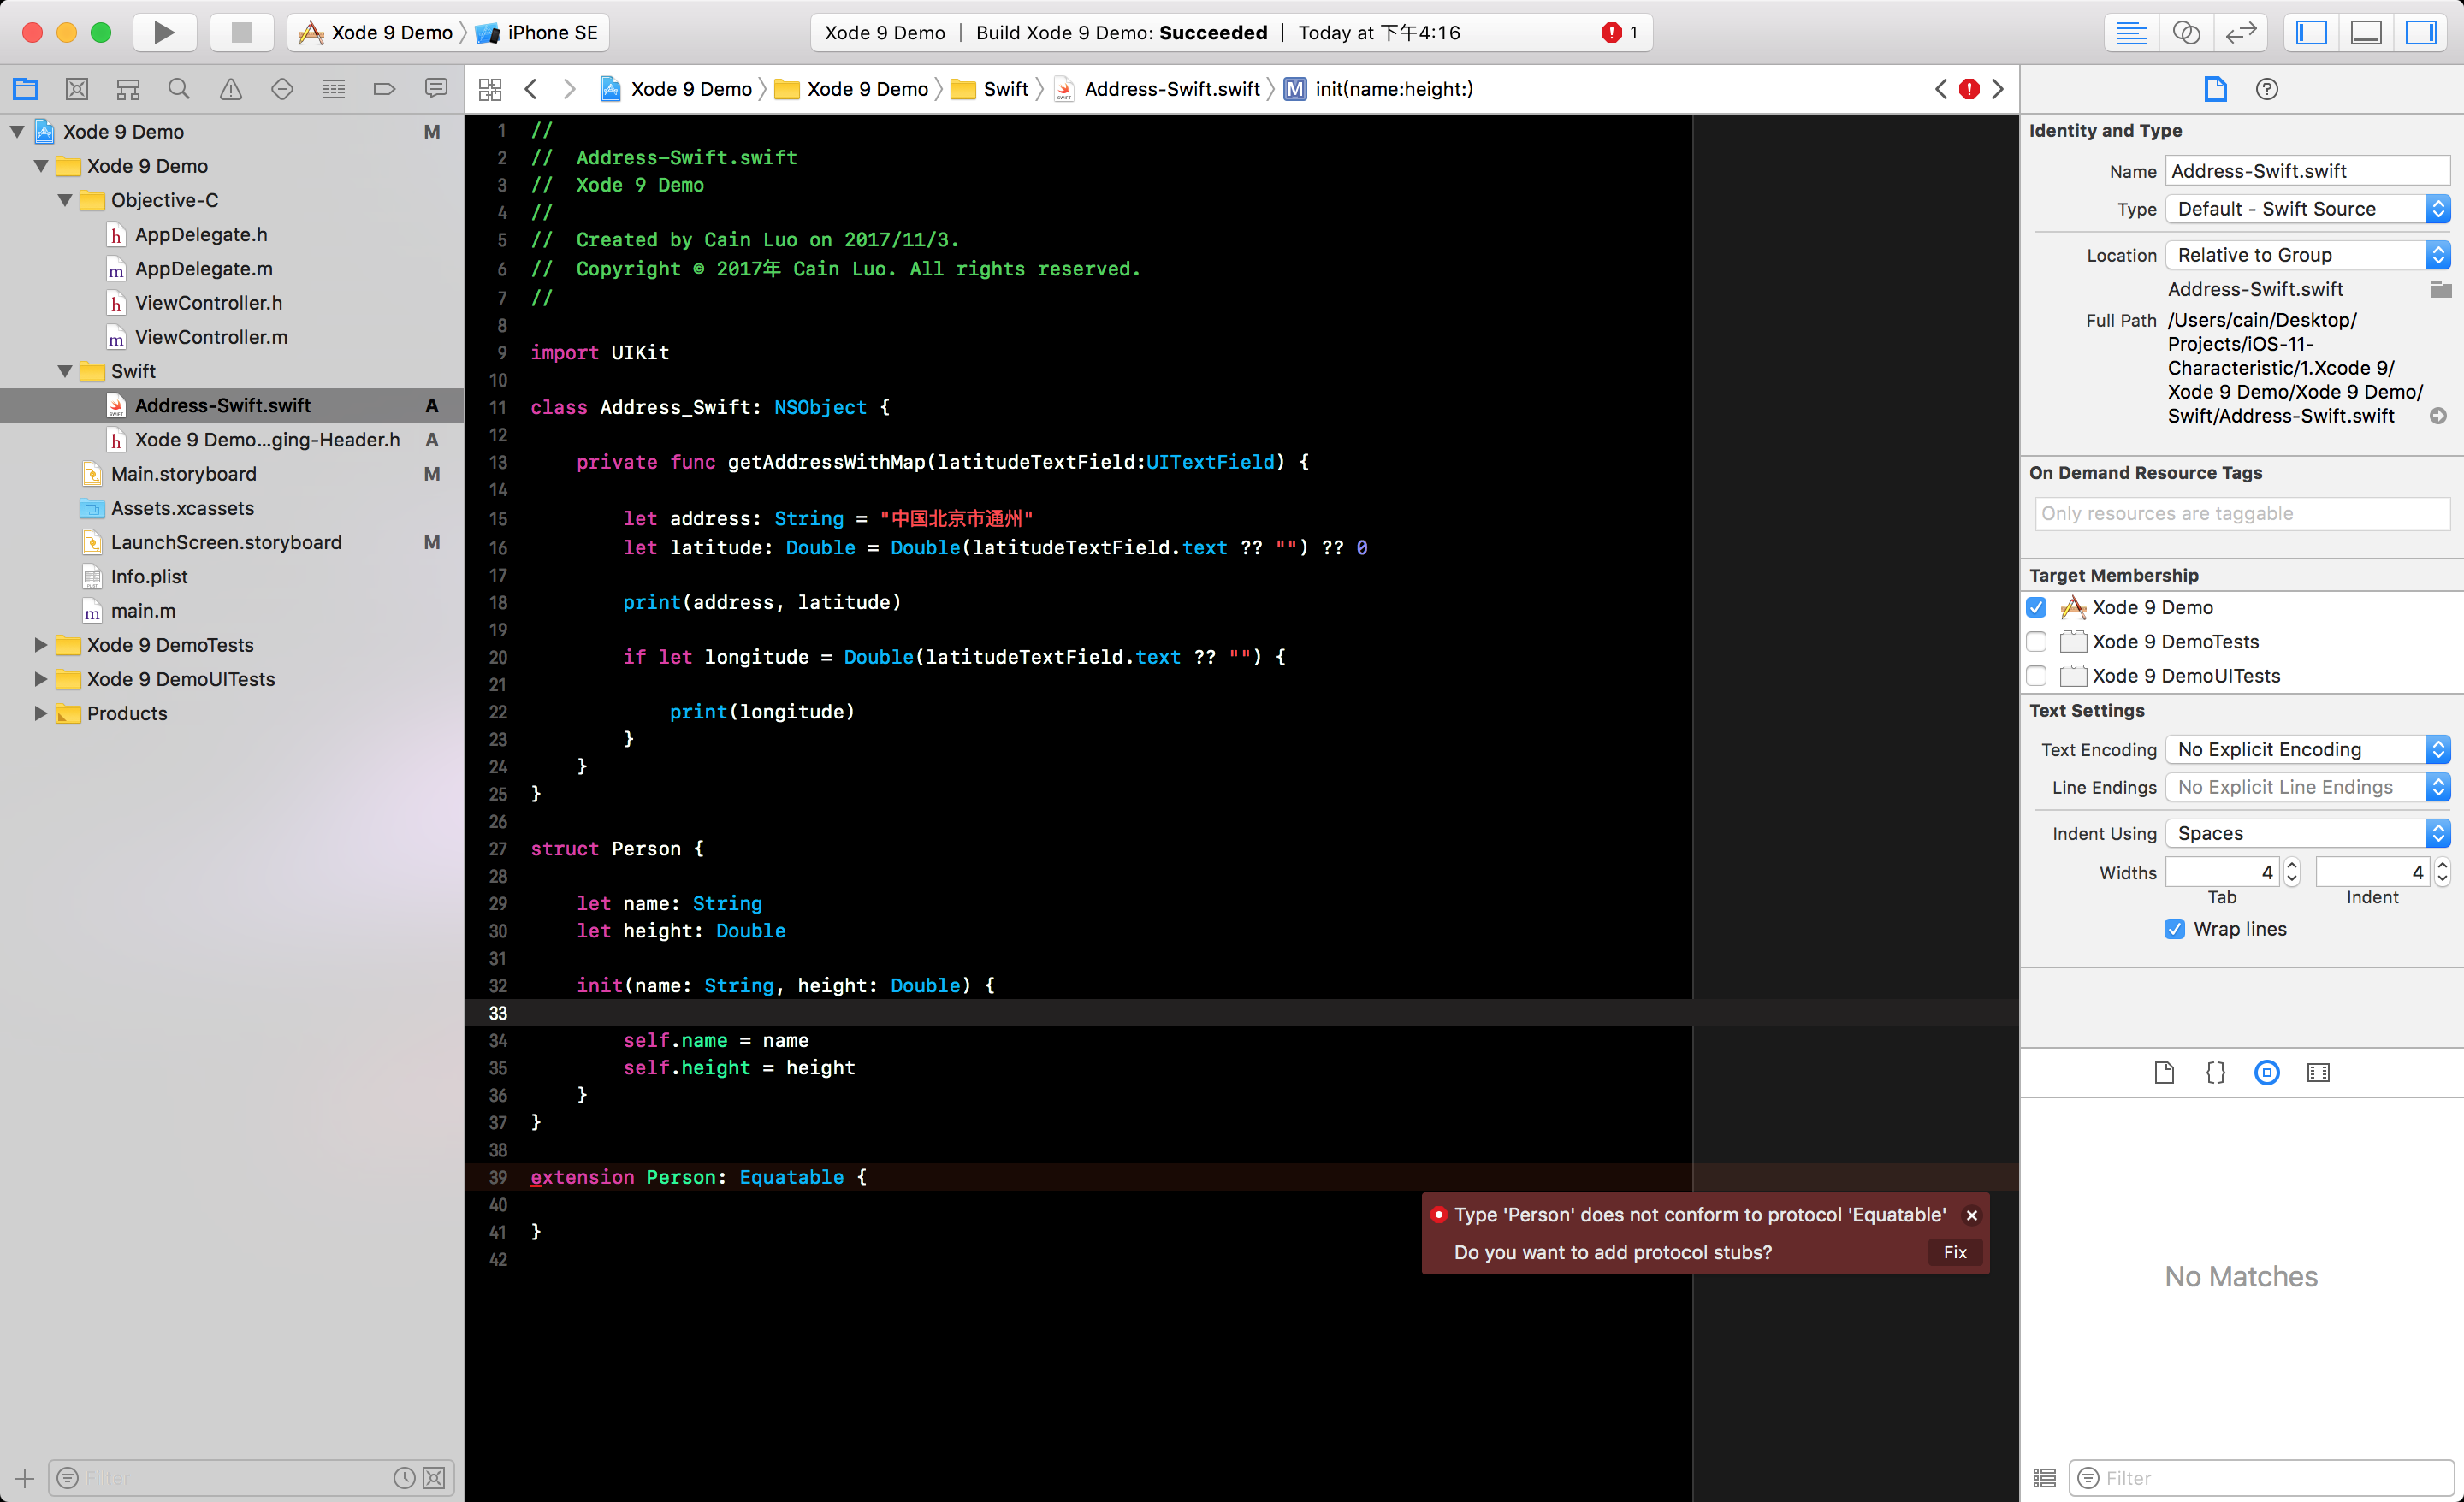 Xode 9 Demo
iPhone SE
Xode 9 Demo | Build Xode 9 Demo: Succeeded | Today at 下午4:16
1
Xode 9 Demo
M
Xode 9 Demo
Objective-C
AppDelegate.h
AppDelegate.m
ViewController.h
ViewController.m
Swift
Address-Swift.swift
A
Xode 9 Demo...ging-Header.h
A
Main.storyboard
M
Assets.xcassets
LaunchScreen.storyboard
M
Info.plist
main.m
Xode 9 DemoTests
Xode 9 DemoUITests
Products
Filter
Xode 9 Demo
Xode 9 Demo
Swift
Address-Swift.swift
M init(name:height:)
1 //
2 //  Address-Swift.swift
3 //  Xode 9 Demo
4 //
5 //  Created by Cain Luo on 2017/11/3.
6 //  Copyright © 2017年 Cain Luo. All rights reserved.
7 //
8
9 import UIKit
10
11 class Address_Swift: NSObject {
12
13     private func getAddressWithMap(latitudeTextField:UITextField) {
14
15         let address: String = "中国北京市通州"
16         let latitude: Double = Double(latitudeTextField.text ?? "") ?? 0
17
18         print(address, latitude)
19
20         if let longitude = Double(latitudeTextField.text ?? "") {
21
22             print(longitude)
23         }
24     }
25 }
26
27 struct Person {
28
29     let name: String
30     let height: Double
31
32     init(name: String, height: Double) {
33
34         self.name = name
35         self.height = height
36     }
37 }
38
39 extension Person: Equatable {
40
41 }
42
Type 'Person' does not conform to protocol 'Equatable'
Do you want to add protocol stubs?
Fix
Identity and Type
Name Address-Swift.swift
Type Default - Swift Source
Location Relative to Group
Address-Swift.swift
Full Path /Users/cain/Desktop/
Projects/iOS-11-
Characteristic/1.Xcode 9/
Xode 9 Demo/Xode 9 Demo/
Swift/Address-Swift.swift
On Demand Resource Tags
Only resources are taggable
Target Membership
Xode 9 Demo
Xode 9 DemoTests
Xode 9 DemoUITests
Text Settings
Text Encoding No Explicit Encoding
Line Endings No Explicit Line Endings
Indent Using Spaces
Widths 4 4
Tab Indent
Wrap lines
No Matches
Filter